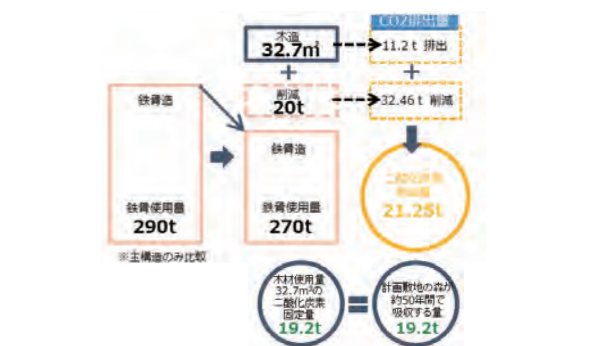 CO2排出量
木造
32.7㎥
11.2t 排出
+
+
削減
20t
32.46t 削減
鉄骨造
鉄骨造
二酸化炭素
21.26t
鉄骨使用量
290t
鉄骨使用量
270t
※主構造のみ比較
木材使用量
32.7m³の
二酸化炭素
固定量
19.2t
=
計画敷地の森が
約50年間で
吸収する量
19.2t